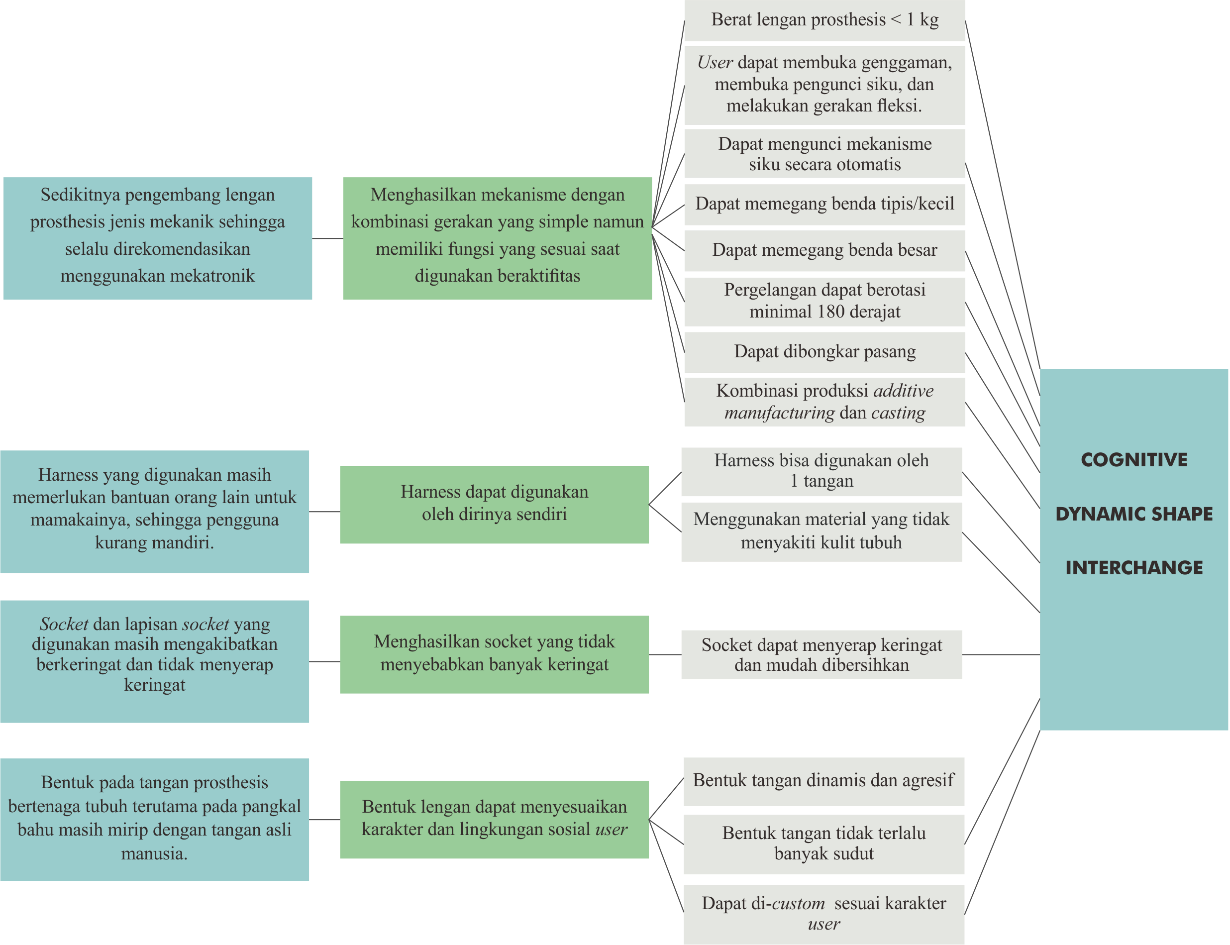 Sedikitnya pengembang lengan
prosthesis jenis mekanik sehingga
selalu direkomendasikan
menggunakan mekatronik
Menghasilkan mekanisme dengan
kombinasi gerakan yang simple namun
memiliki fungsi yang sesuai saat
digunakan beraktifitas
Berat lengan prosthesis < 1 kg
User dapat membuka genggaman,
membuka pengunci siku, dan
melakukan gerakan fleksi.
Dapat mengunci mekanisme
siku secara otomatis
Dapat memegang benda tipis/kecil
Dapat memegang benda besar
Pergelangan dapat berotasi
minimal 180 derajat
Dapat dibongkar pasang
Kombinasi produksi additive
manufacturing dan casting
Harness yang digunakan masih
memerlukan bantuan orang lain untuk
mamakainya, sehingga pengguna
kurang mandiri.
Harness dapat digunakan
oleh dirinya sendiri
Harness bisa digunakan oleh
1 tangan
Menggunakan material yang tidak
menyakiti kulit tubuh
Socket dan lapisan socket yang
digunakan masih mengakibatkan
berkeringat dan tidak menyerap
keringat
Menghasilkan socket yang tidak
menyebabkan banyak keringat
Socket dapat menyerap keringat
dan mudah dibersihkan
Bentuk pada tangan prosthesis
bertenaga tubuh terutama pada pangkal
bahu masih mirip dengan tangan asli
manusia.
Bentuk lengan dapat menyesuaikan
karakter dan lingkungan sosial user
Bentuk tangan dinamis dan agresif
Bentuk tangan tidak terlalu
banyak sudut
Dapat di-custom sesuai karakter
user
COGNITIVE
DYNAMIC SHAPE
INTERCHANGE